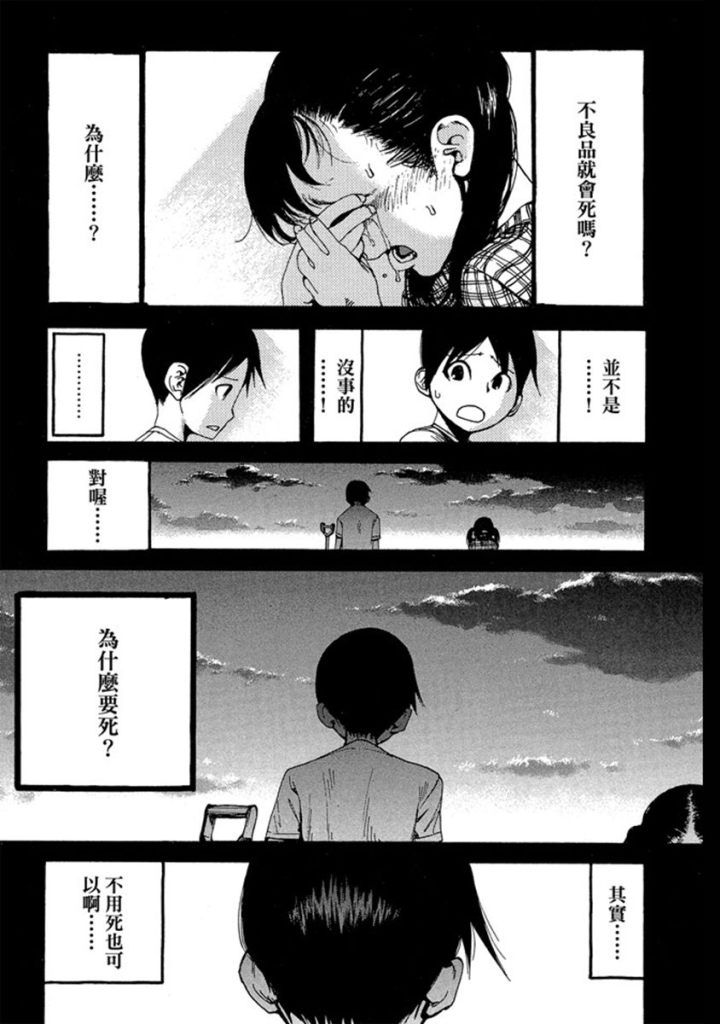 不良品就會死嗎？
為什麼……？
並不是
……！
沒事的
……！
…………
對喔……
為什麼要死？
其實……
不用死也可
以啊……